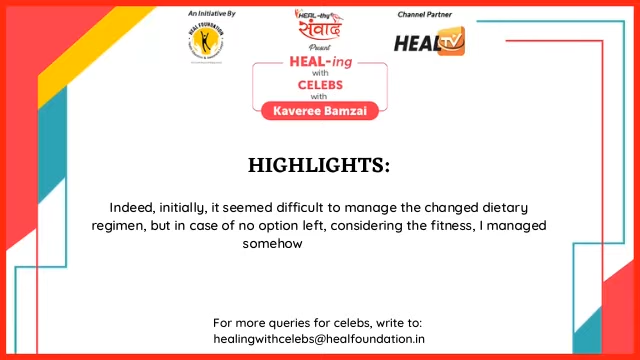 An Initiative By
HEAL FOUNDATION
HEAL-thy
संवाद
Present
Channel Partner
HEAL TV
HEAL-ing
with
CELEBS
with
Kaveree Bamzai
HIGHLIGHTS:
Indeed, initially, it seemed difficult to manage the changed dietary
regimen, but in case of no option left, considering the fitness, I managed
somehow
For more queries for celebs, write to:
healingwithcelebs@healfoundation.in